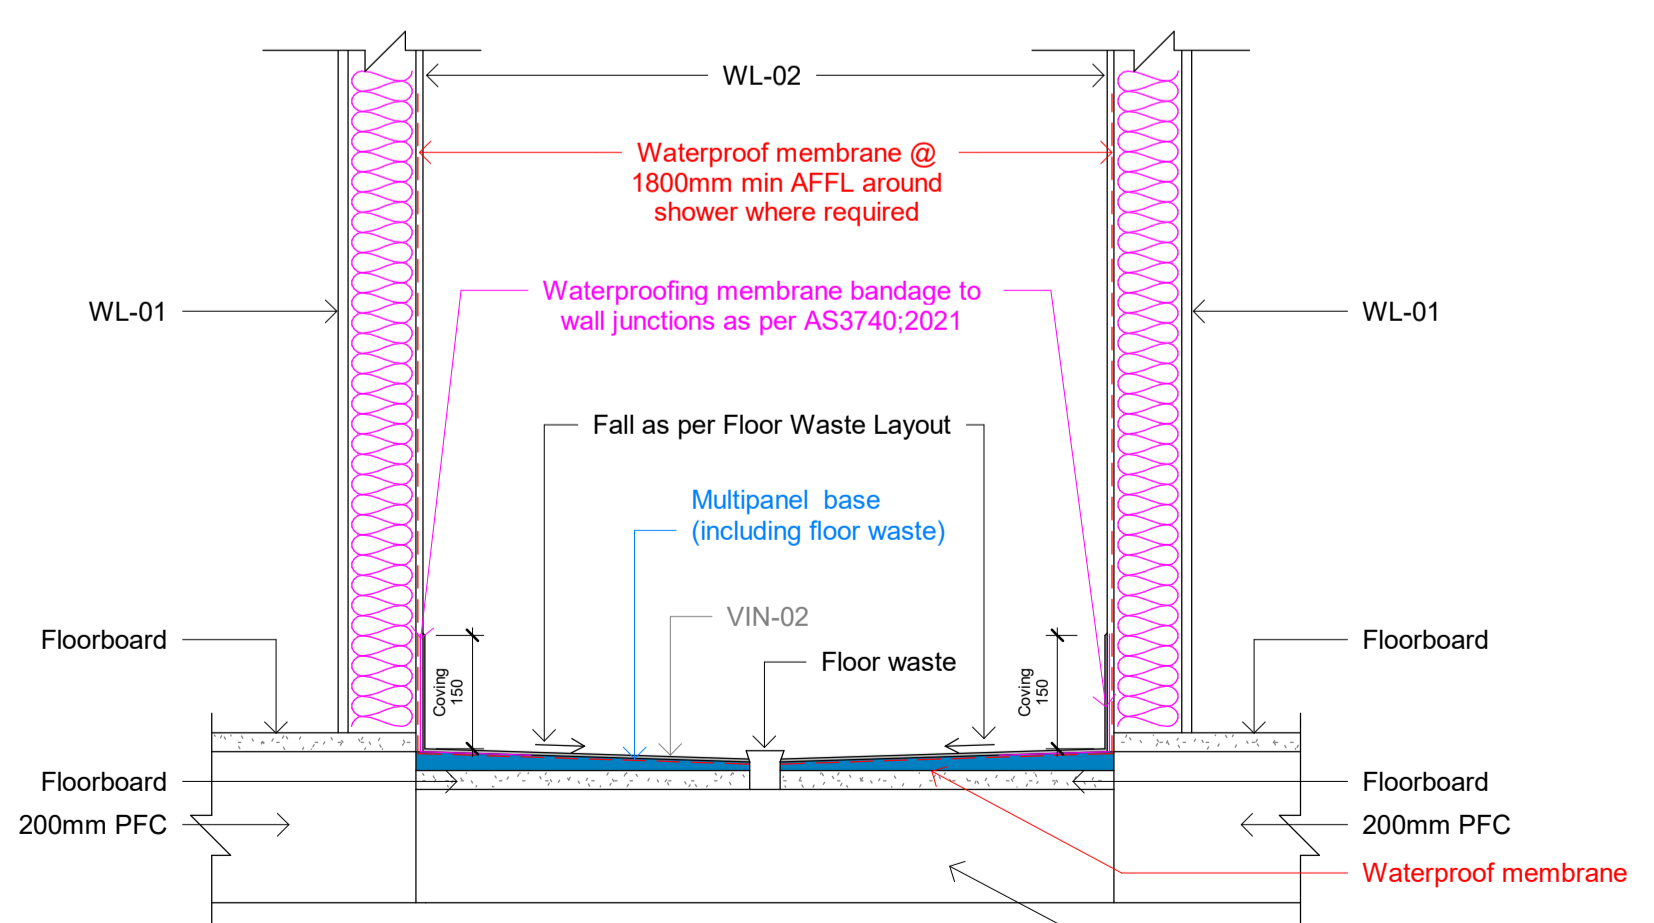 WL-02
Waterproof membrane @
1800mm min AFFL around
shower where required
Waterproofing membrane bandage to
wall junctions as per AS3740;2021
WL-01
WL-01
Fall as per Floor Waste Layout
Multipanel base
(including floor waste)
VIN-02
Floor waste
Floorboard
Floorboard
Coving
150
Coving
150
Floorboard
Floorboard
200mm PFC
200mm PFC
Waterproof membrane